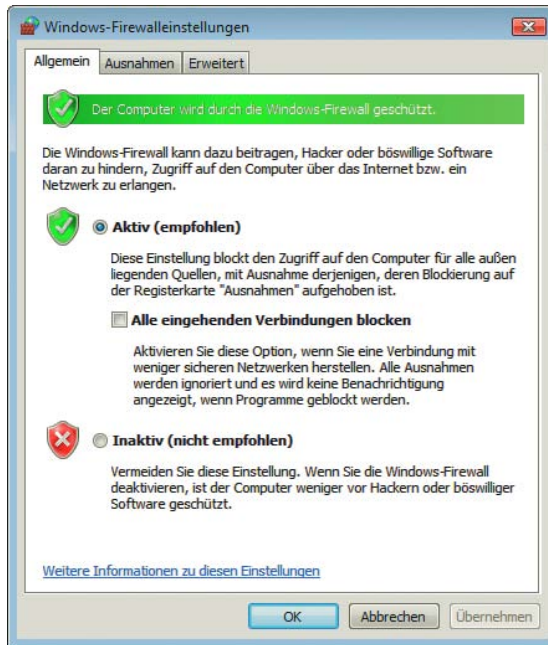 Windows-Firewalleinstellungen
Allgemein Ausnahmen Erweitert
Der Computer wird durch die Windows-Firewall geschützt.
Die Windows-Firewall kann dazu beitragen, Hacker oder böswillige Software
daran zu hindern, Zugriff auf den Computer über das Internet bzw. ein
Netzwerk zu erlangen.
Aktiv (empfohlen)
Diese Einstellung blockt den Zugriff auf den Computer für alle außen
liegenden Quellen, mit Ausnahme derjenigen, deren Blockierung auf
der Registerkarte "Ausnahmen" aufgehoben ist.
Alle eingehenden Verbindungen blocken
Aktivieren Sie diese Option, wenn Sie eine Verbindung mit
weniger sicheren Netzwerken herstellen. Alle Ausnahmen
werden ignoriert und es wird keine Benachrichtigung
angezeigt, wenn Programme geblockt werden.
Inaktiv (nicht empfohlen)
Vermeiden Sie diese Einstellung. Wenn Sie die Windows-Firewall
deaktivieren, ist der Computer weniger vor Hackern oder böswilliger
Software geschützt.
Weitere Informationen zu diesen Einstellungen
OK Abbrechen Übernehmen